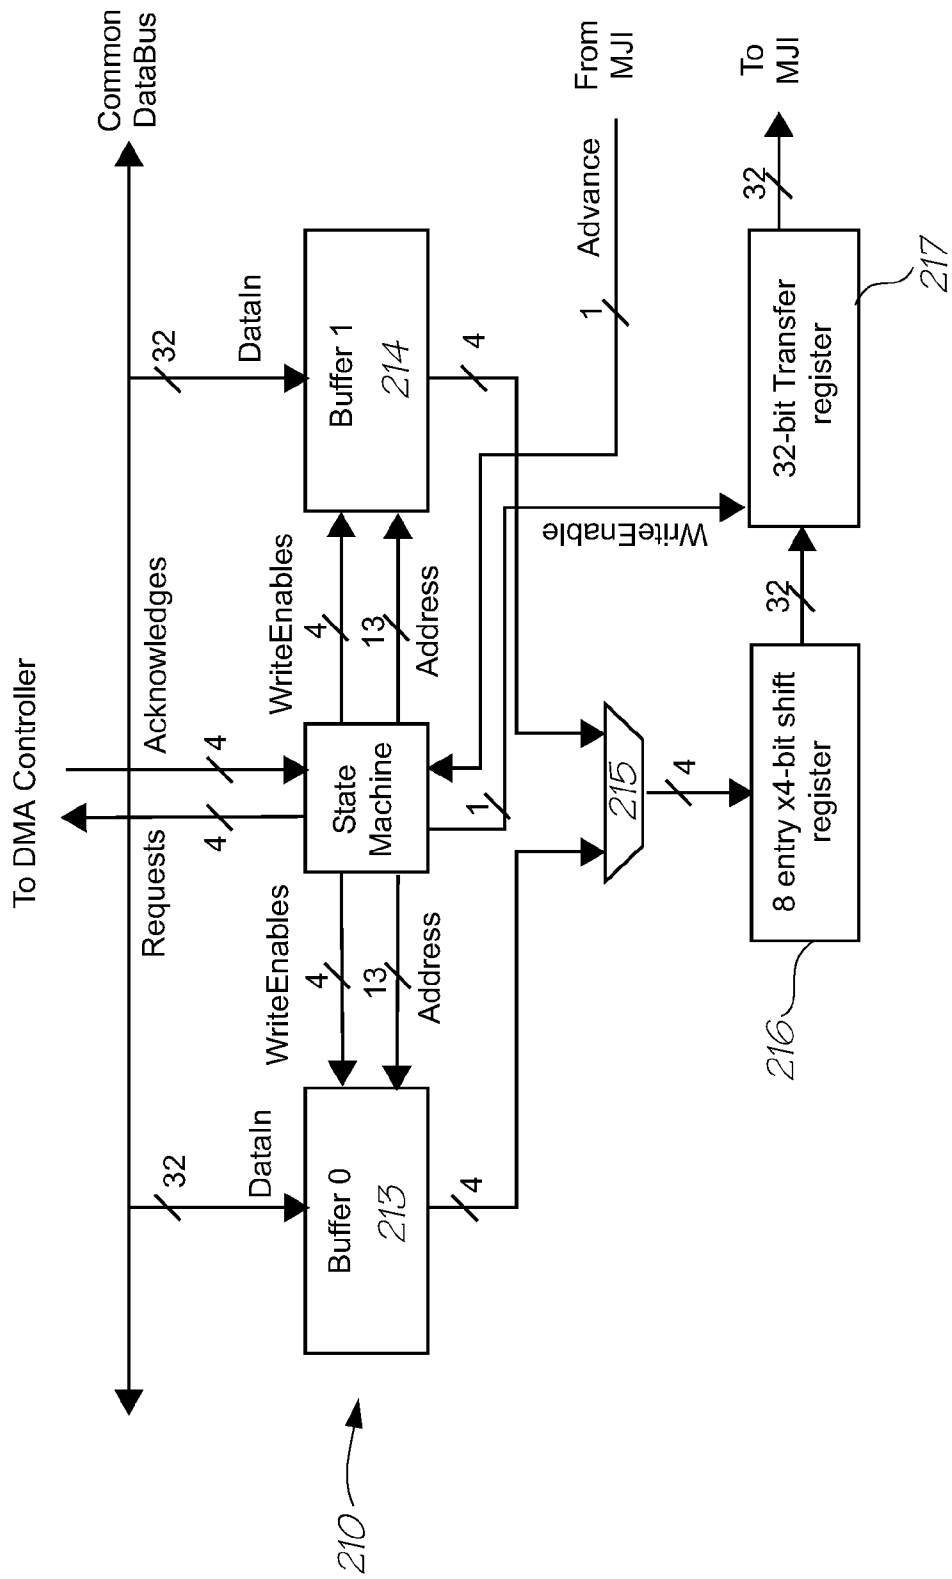 To DMA Controller
Requests
Acknowledges
4
4
Common
DataBus
32
DataIn
32
DataIn
WriteEnables
4
13
Address
WriteEnables
4
13
Address
Buffer 0
213
State
Machine
Buffer 1
214
4
1
4
210
1
Advance
From
MJI
215
WriteEnable
4
8 entry x4-bit shift
register
216
32
32-bit Transfer
register
217
32
To
MJI